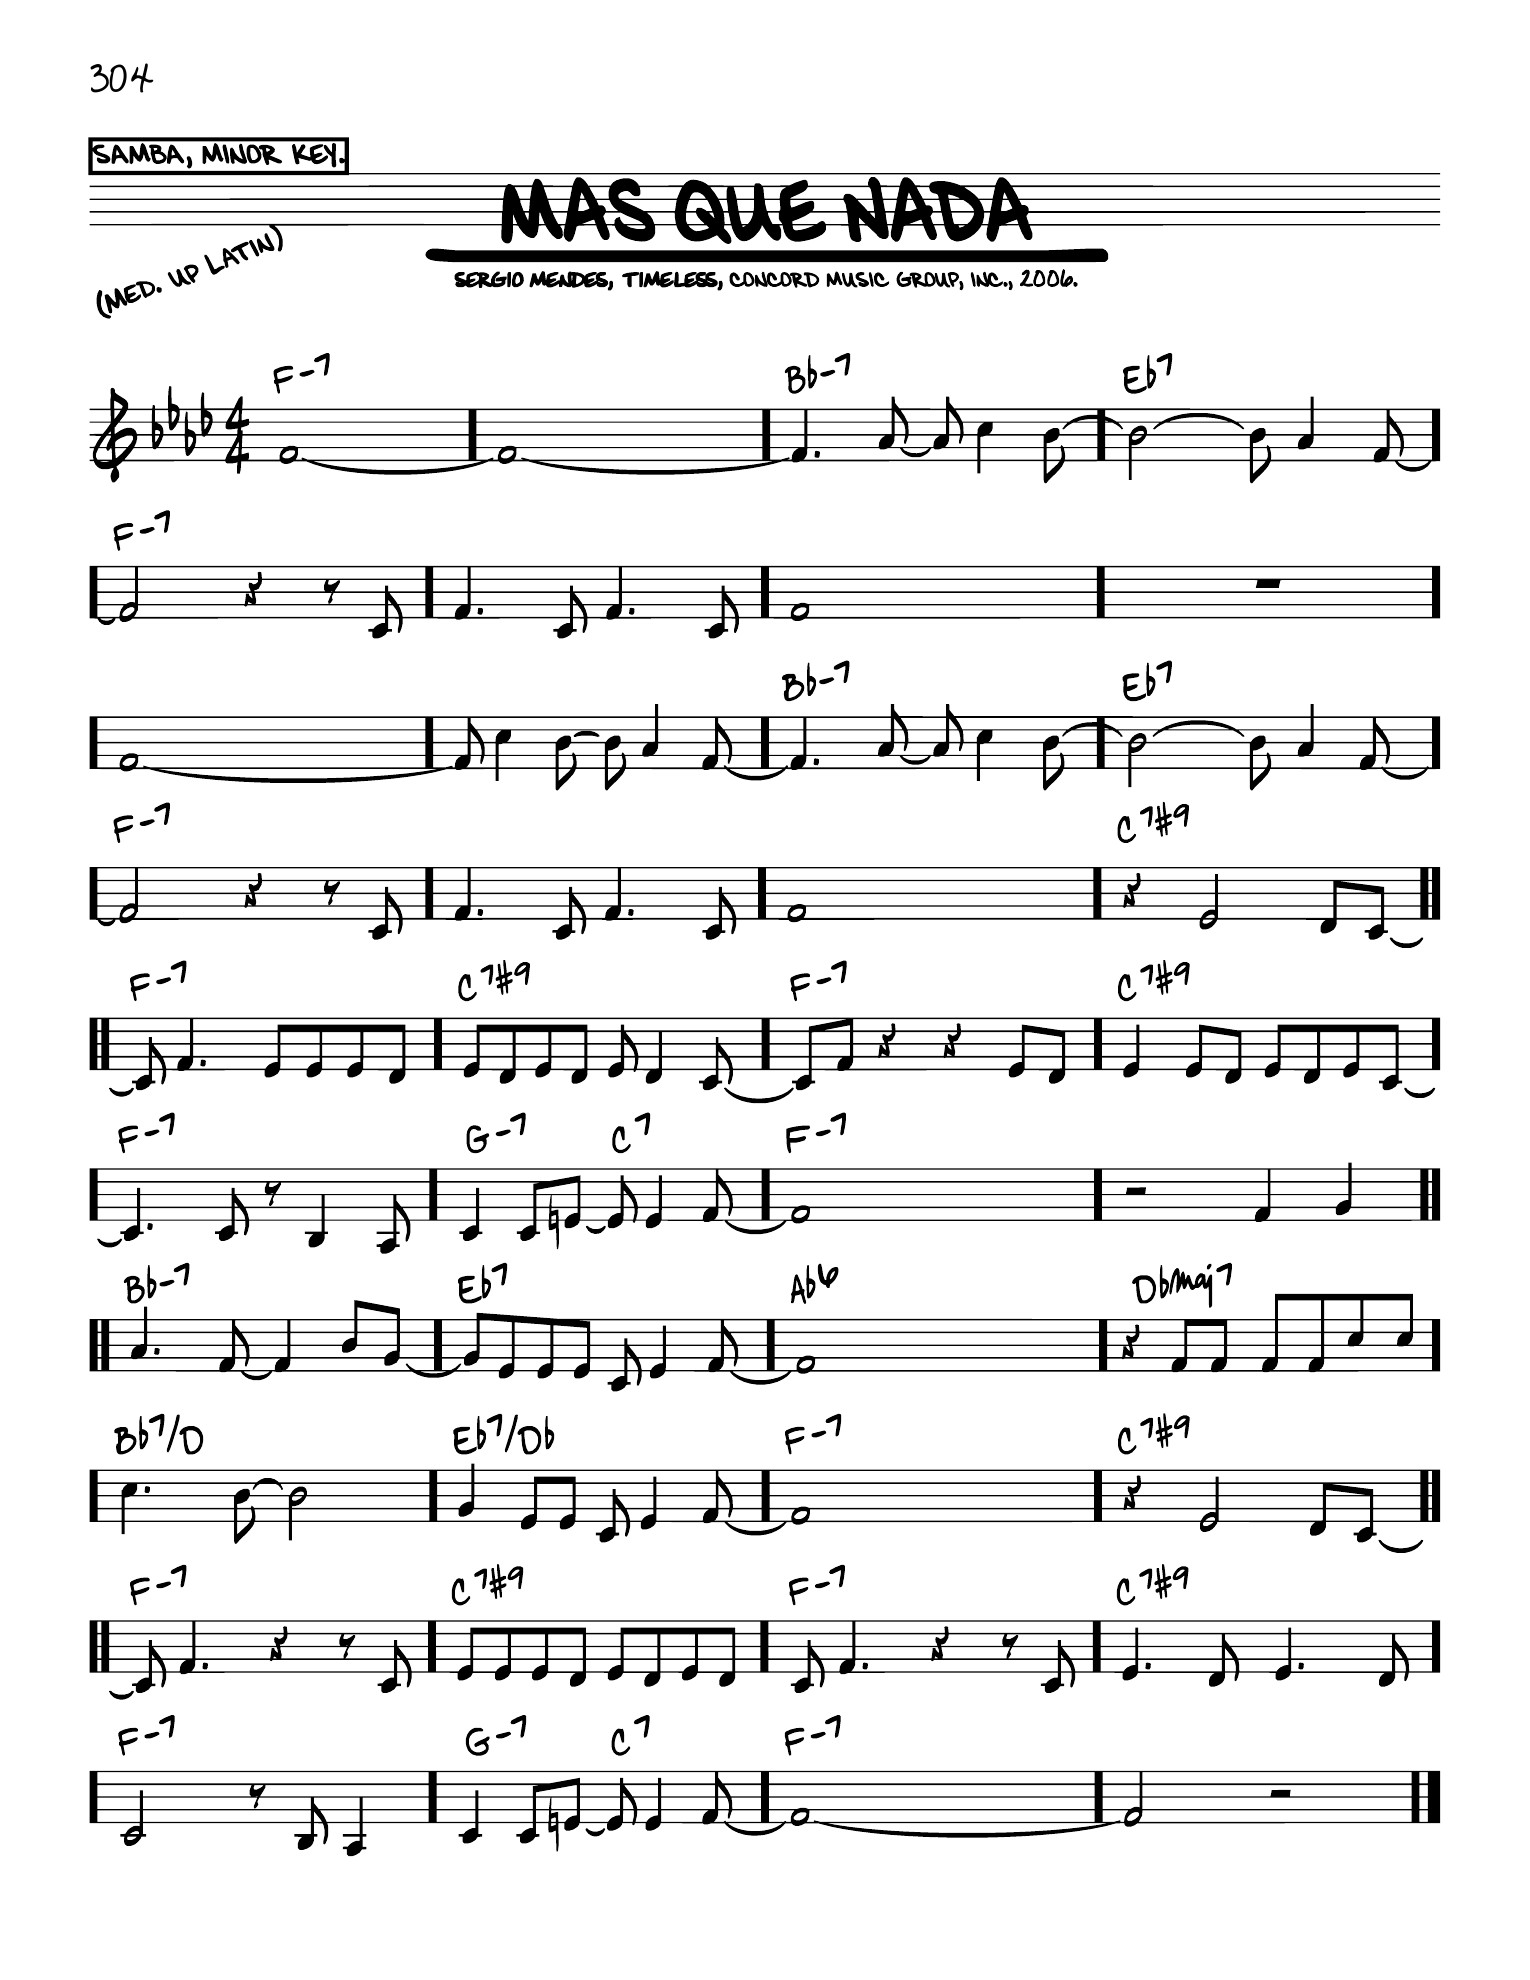 304
SAMBA, MINOR KEY.
MAS QUE NADA
(MED. UP LATIN)
SERGIO MENDES, TIMELESS, CONCORD MUSIC GROUP, INC., 2006.
F-7 Bb-7 Eb7
4
4
F-7
Bb-7 Eb7
F-7 C7#9
F-7 C7#9 F-7 C7#9
F-7 G-7 C7 F-7
Bb-7 Eb7 Ab6 Dbmaj7
Bb7/D Eb7/Db F-7 C7#9
F-7 C7#9 F-7 C7#9
F-7 G-7 C7 F-7